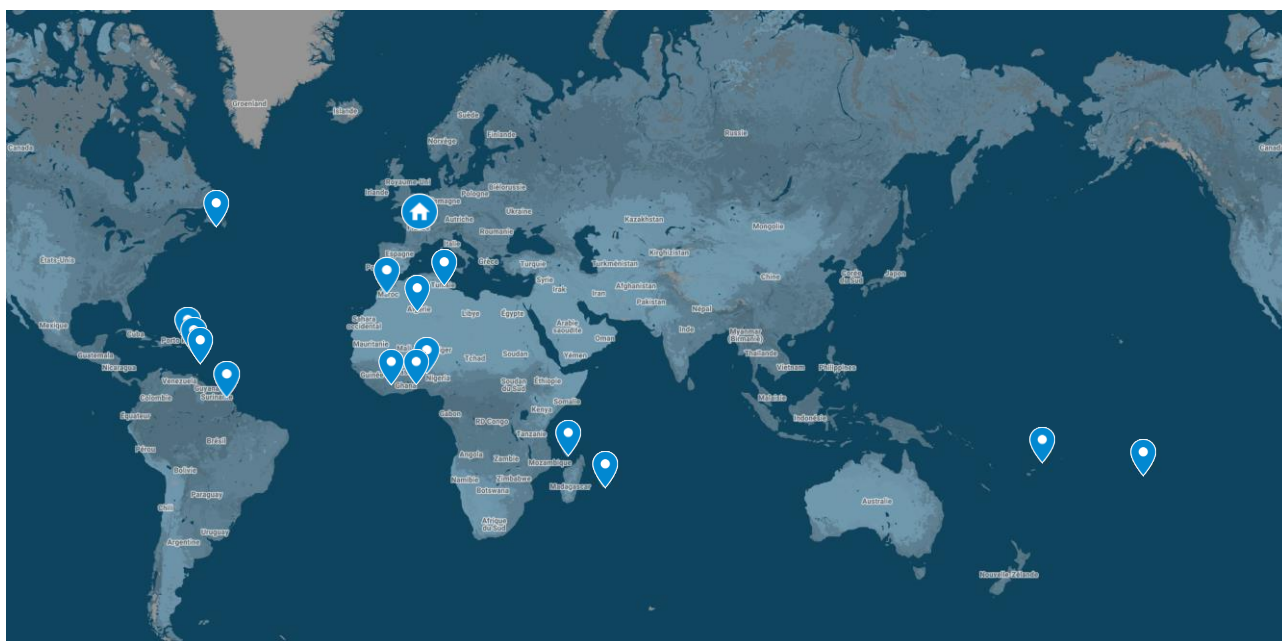 Groenland
Islande
Suède
Finlande
Norvège
Russie
Canada
Canada
Royaume-Uni
Irlande
Biélorussie
Pologne
Ukraine
Autriche
Roumanie
Kazakhstan
Mongolie
Italie
Espagne
Grèce
Turquie
Turkménistan
Kirghizistan
États-Unis
Chine
Corée
du Sud
Japon
Tunisie
Maroc
Syrie
Irak
Iran
Afghanistan
Pakistan
Népal
Algérie
Libye
Égypte
Sahara
occidental
Mexique
Cuba
Arabie
saoudite
Oman
Inde
Myanmar
(Birmanie)
Mauritanie
Tchad
Soudan
Yémen
Thaïlande
Guatemala
Nicaragua
Vietnam
Philippines
Guinée
Ghana
Nigeria
Soudan
du Sud
Éthiopie
Venezuela
Colombie
Suriname
Somalie
Kenya
Malaisie
Équateur
Gabon
RD Congo
Indonésie
Tanzanie
Brésil
Pérou
Angola
Zambie
Mozambique
Bolivie
Namibie
Zimbabwe
Botswana
Madagascar
Paraguay
Australie
Chili
Uruguay
Argentine
Afrique
du Sud
Nouvelle-Zélande